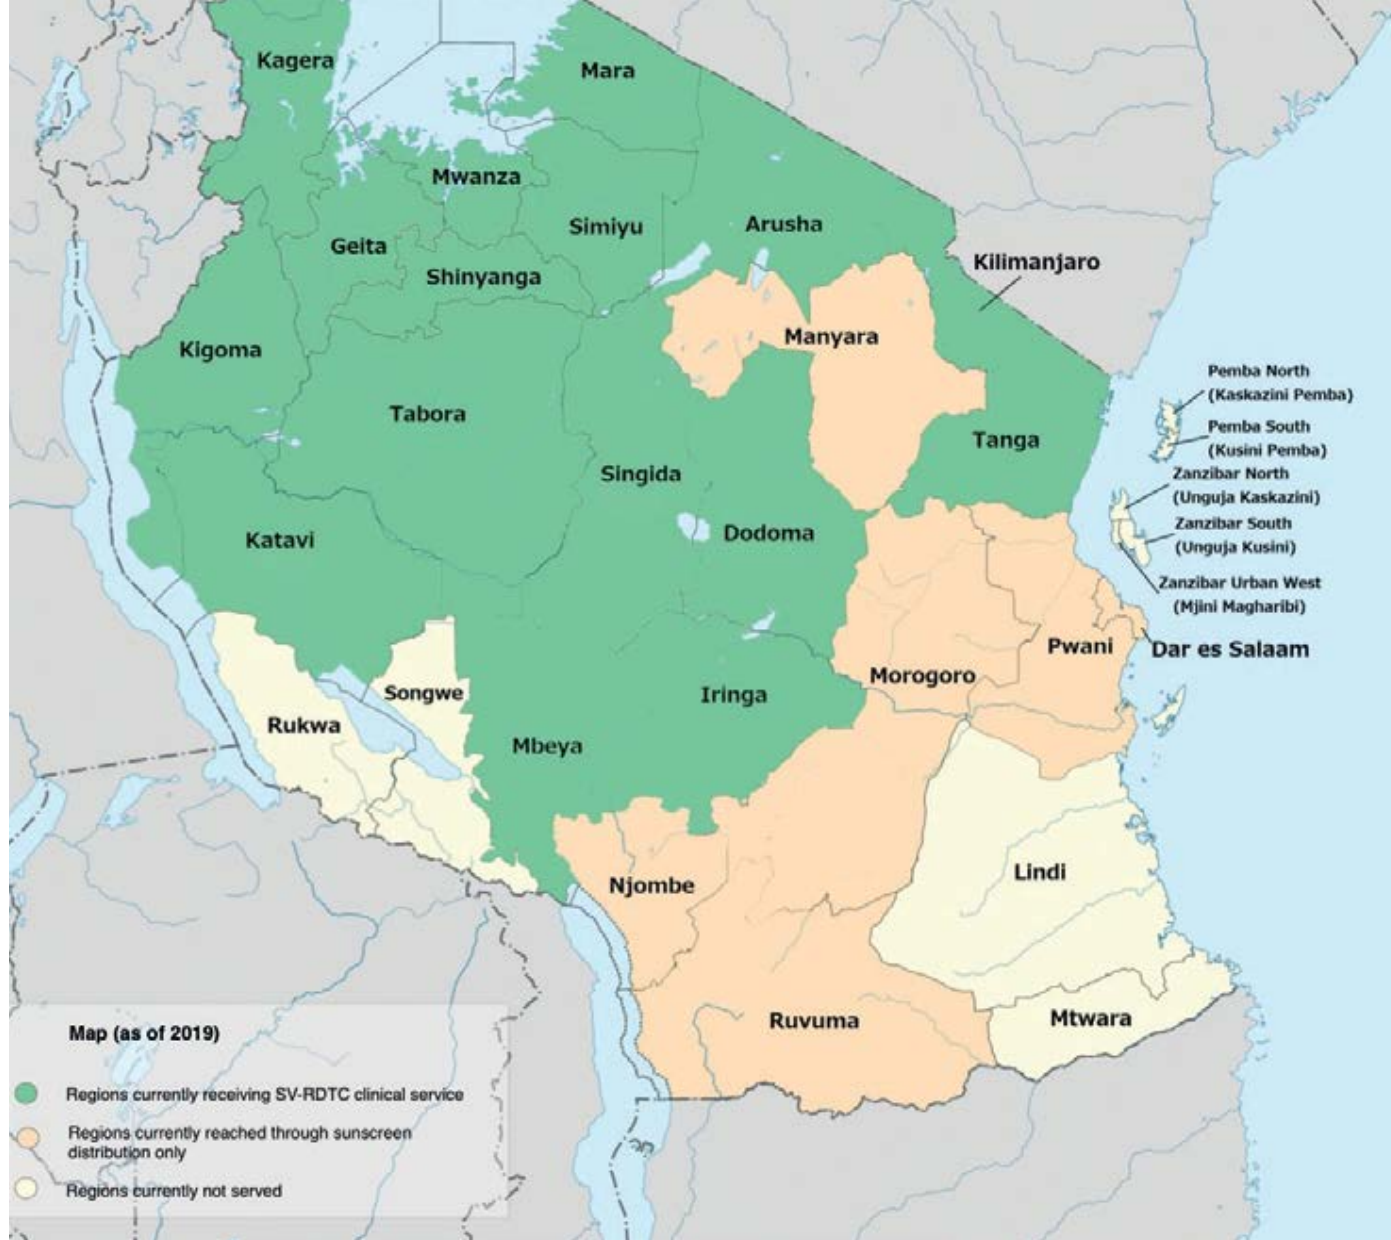 Kagera
Mara
Mwanza
Simiyu
Arusha
Geita
Shinyanga
Kilimanjaro
Kigoma
Manyara
Tabora
Pemba North
(Kaskazini Pemba)
Pemba South
(Kusini Pemba)
Tanga
Singida
Zanzibar North
(Unguja Kaskazini)
Katavi
Dodoma
Zanzibar South
(Unguja Kusini)
Zanzibar Urban West
(Mjini Magharibi)
Pwani
Dar es Salaam
Morogoro
Songwe
Iringa
Rukwa
Mbeya
Lindi
Njombe
Ruvuma
Mtwara
Map (as of 2019)
Regions currently receiving SV-RDTC clinical service
Regions currently reached through sunscreen
distribution only
Regions currently not served